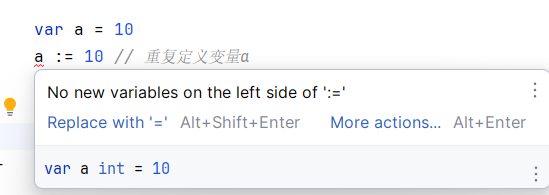 var a = 10
a := 10 // 重复定义变量a
No new variables on the left side of ':='
Replace with '=' Alt+Shift+Enter More actions... Alt+Enter
var a int = 10